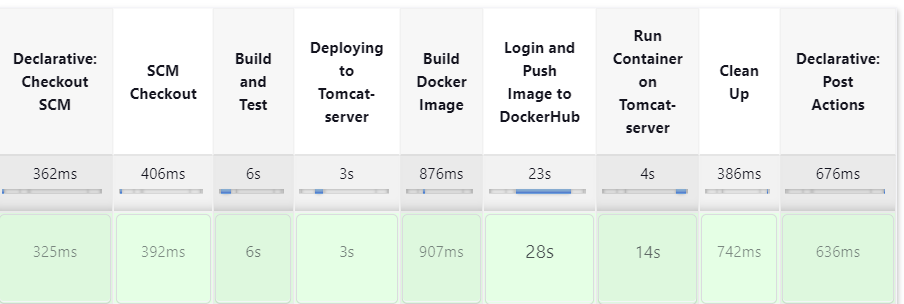 Declarative:
Checkout
SCM
SCM
Checkout
Build
and
Test
Deploying
to
Tomcat-
server
Build
Docker
Image
Login and
Push
Image to
DockerHub
Run
Container
on
Tomcat-
server
Clean
Up
Declarative:
Post
Actions
362ms 406ms 6s 3s 876ms 23s 4s 386ms 676ms
325ms 392ms 6s 3s 907ms 28s 14s 742ms 636ms